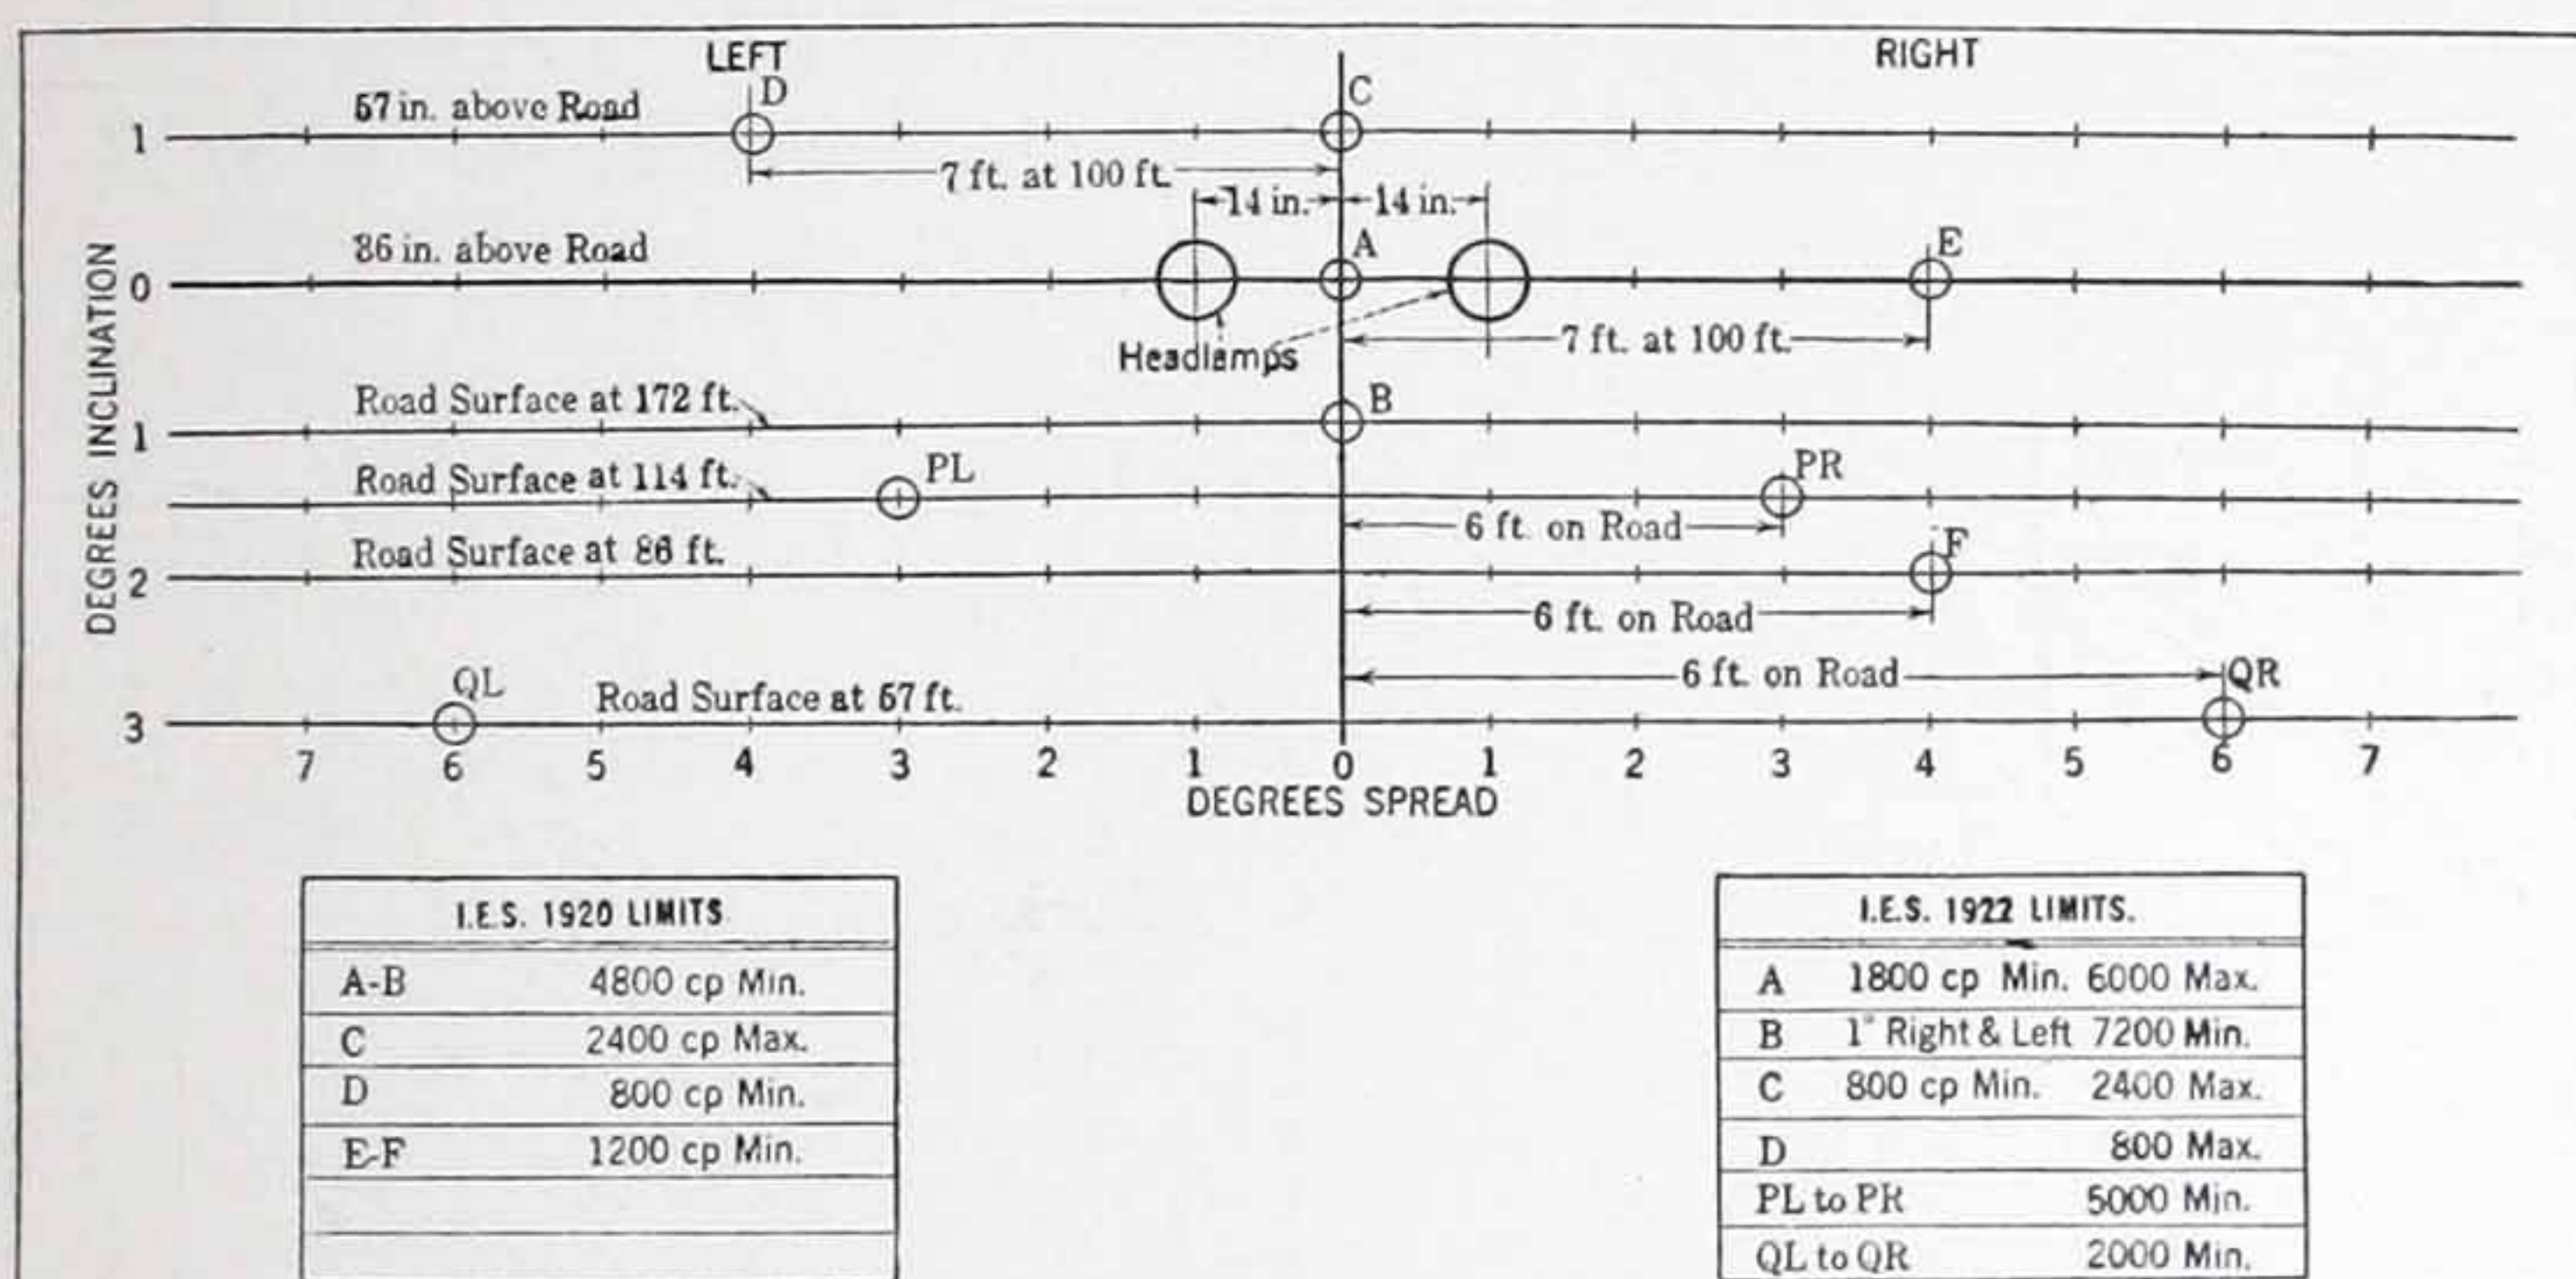 LEFT
RIGHT
D
C
57 in. above Road
1
7 ft. at 100 ft.
14 in.
14 in.
A
E
36 in. above Road
0
7 ft. at 100 ft.
Headlamps
DEGREES INCLINATION
Road Surface at 172 ft.
B
1
PL
PR
Road Surface at 114 ft.
6 ft. on Road
F
Road Surface at 86 ft.
2
6 ft. on Road
6 ft. on Road
QL
QR
Road Surface at 57 ft.
3
7 6 5 4 3 2 1 0 1 2 3 4 5 6 7
DEGREES SPREAD
I.E.S. 1920 LIMITS
A-B 4800 cp Min.
C 2400 cp Max.
D 800 cp Min.
E-F 1200 cp Min.
I.E.S. 1922 LIMITS.
A 1800 cp Min. 6000 Max.
B 1° Right & Left 7200 Min.
C 800 cp Min. 2400 Max.
D 800 Max.
PL to PR 5000 Min.
QL to QR 2000 Min.